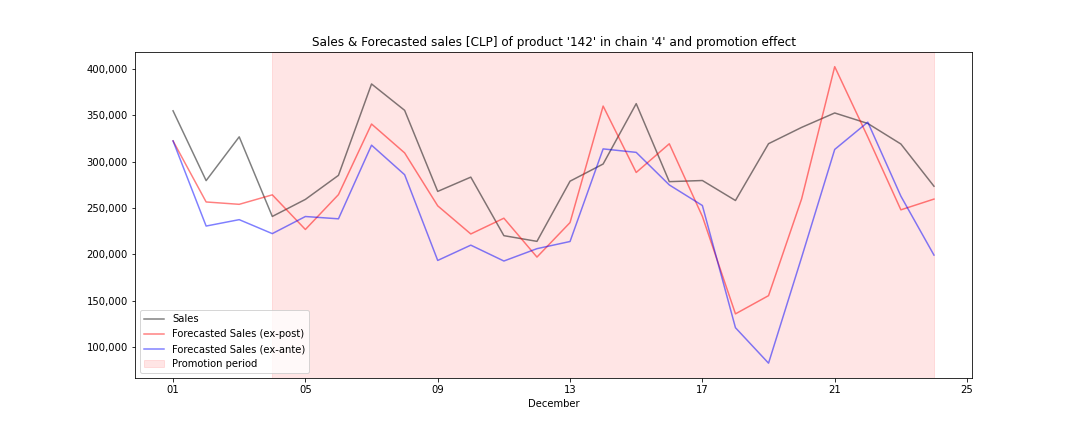 Sales & Forecasted sales [CLP] of product '142' in chain '4' and promotion effect
400,000
350,000
300,000
250,000
200,000
150,000
100,000
Sales
Forecasted Sales (ex-post)
Forecasted Sales (ex-ante)
Promotion period
01 05 09 13 17 21 25
December